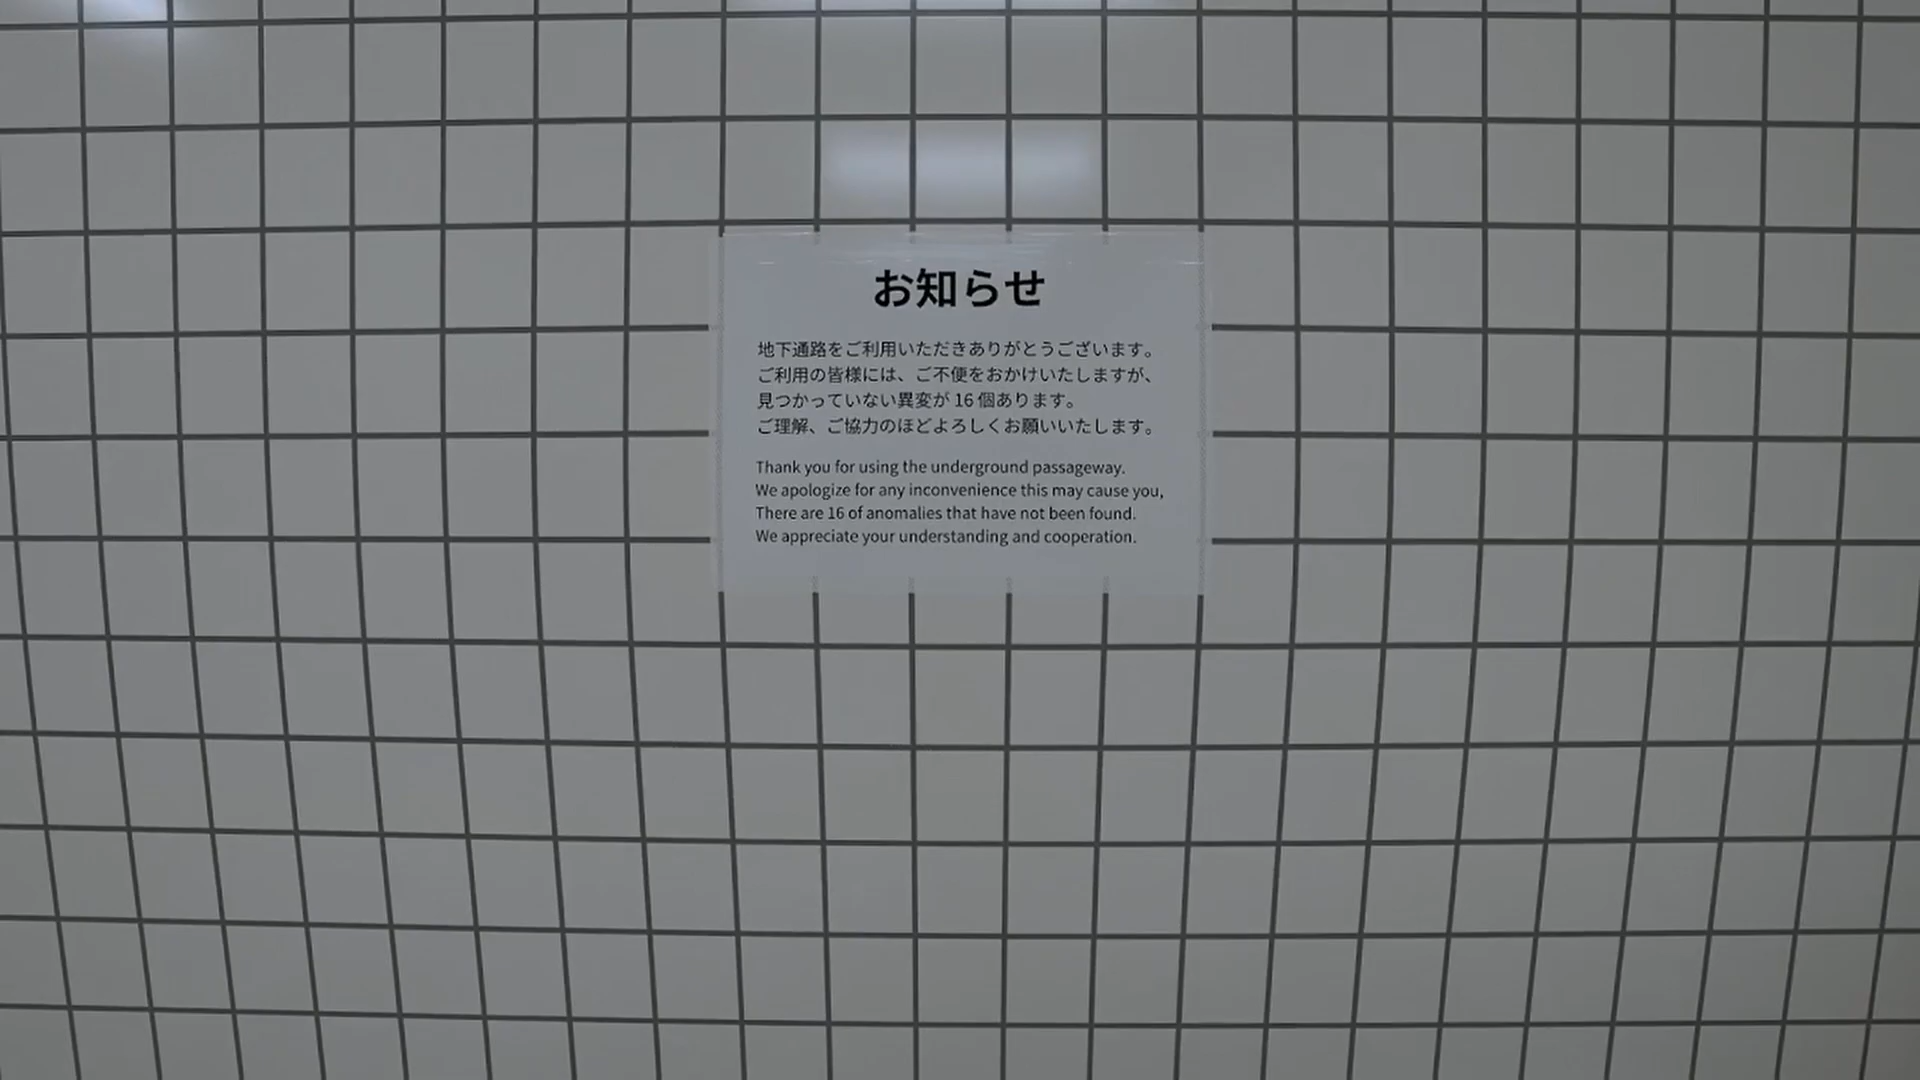 お知らせ
地下通路をご利用いただきありがとうございます。
ご利用の皆様には、ご不便をおかけいたしますが、
見つかっていない異変が 16 個あります。
ご理解、ご協力のほどよろしくお願いいたします。
Thank you for using the underground passageway.
We apologize for any inconvenience this may cause you,
There are 16 of anomalies that have not been found.
We appreciate your understanding and cooperation.